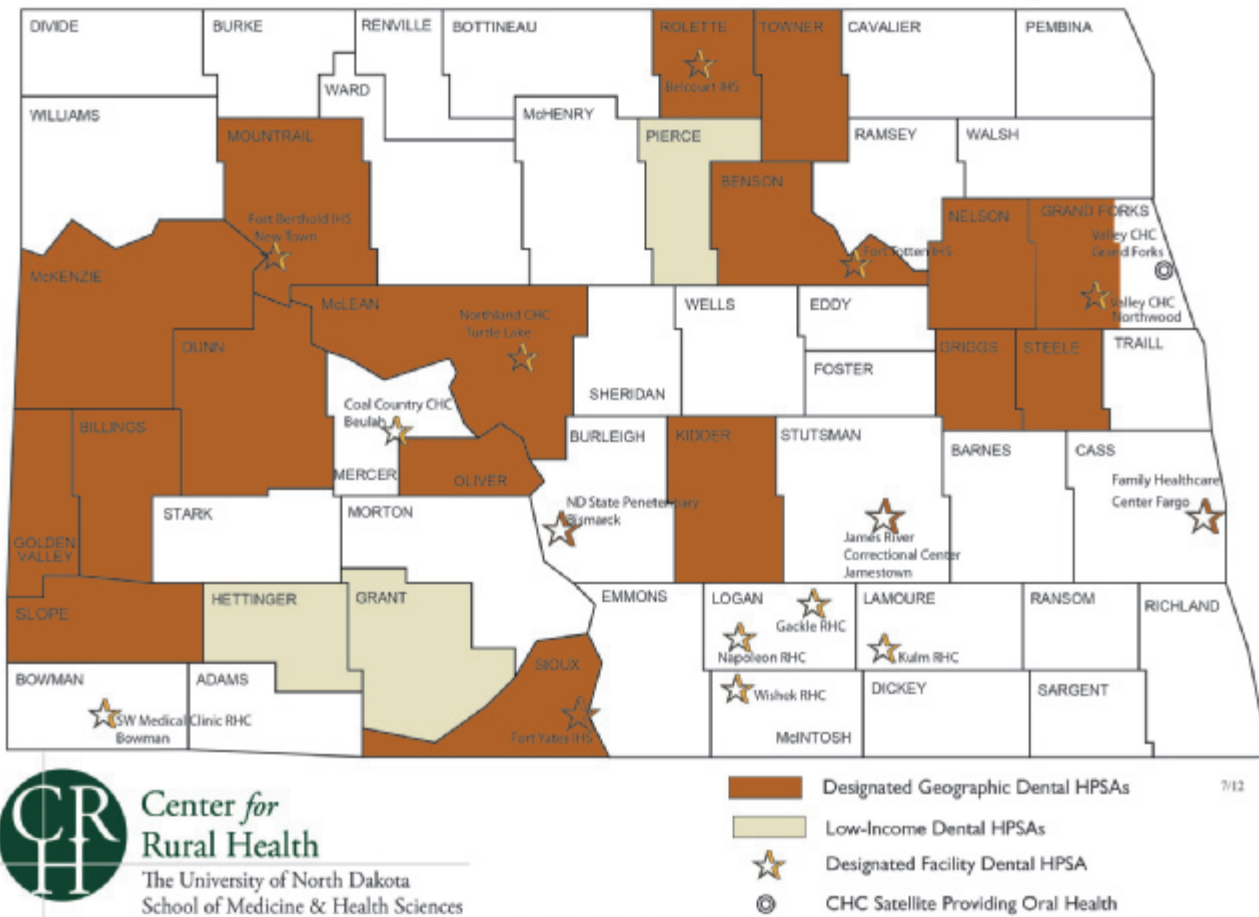 DIVIDE
BURKE
RENVILLE
BOTTINEAU
ROLETTE
TOWNER
CAVALIER
PEMBINA
Belcourt IHS
WARD
WILLIAMS
McHENRY
MOUNTRAIL
PIERCE
RAMSEY
WALSH
BENSON
NELSON
GRAND FORKS
Fort Berthold IHS
New Town
Valley CHC
Grand Forks
Fort Totten IHS
McKENZIE
McLEAN
Northland CHC
Turtle Lake
WELLS
EDDY
Valley CHC
Northwood
DUNN
GRIGGS
STEELE
TRAILL
FOSTER
SHERIDAN
Coal Country CHC
Beulah
BILLINGS
BURLEIGH
KIDDER
STUTSMAN
BARNES
CASS
MERCER
OLIVER
Family Healthcare
Center Fargo
STARK
MORTON
ND State Penetentiary
Bismarck
GOLDEN
VALLEY
James River
Correctional Center
Jamestown
SLOPE
HETTINGER
GRANT
EMMONS
LOGAN
LAMOURE
RANSOM
RICHLAND
Gackle RHC
Napoleon RHC
Kulm RHC
SIOUX
BOWMAN
ADAMS
Wishek RHC
DICKEY
SARGENT
SW Medical Clinic RHC
Bowman
Fort Yates IHS
McINTOSH
CRH
Center for
Rural Health
The University of North Dakota
School of Medicine & Health Sciences
Designated Geographic Dental HPSAs
7/12
Low-Income Dental HPSAs
Designated Facility Dental HPSA
CHC Satellite Providing Oral Health